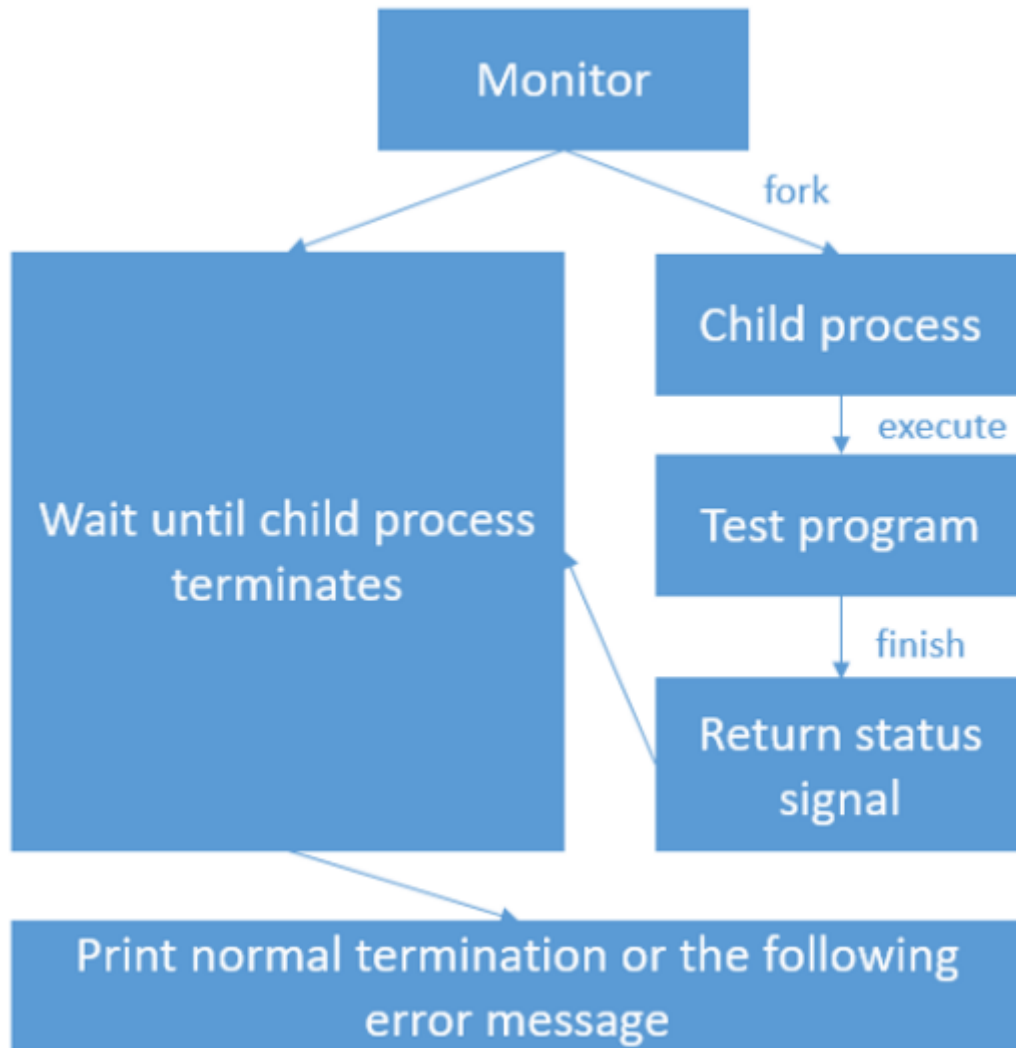 Monitor
fork
Child process
execute
Wait until child process
terminates
Test program
finish
Return status
signal
Print normal termination or the following
error message